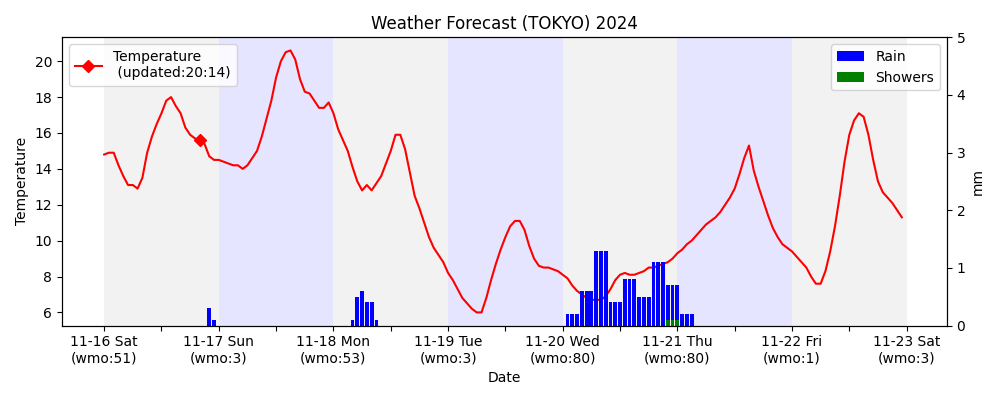 Weather Forecast (TOKYO) 2024
Temperature
(updated:20:14)
Rain
Showers
Temperature
20
18
16
14
12
10
8
6
5
4
3
2
1
0
mm
11-16 Sat
(wmo:51)
11-17 Sun
(wmo:3)
11-18 Mon
(wmo:53)
11-19 Tue
(wmo:3)
11-20 Wed
(wmo:80)
11-21 Thu
(wmo:80)
11-22 Fri
(wmo:1)
11-23 Sat
(wmo:3)
Date